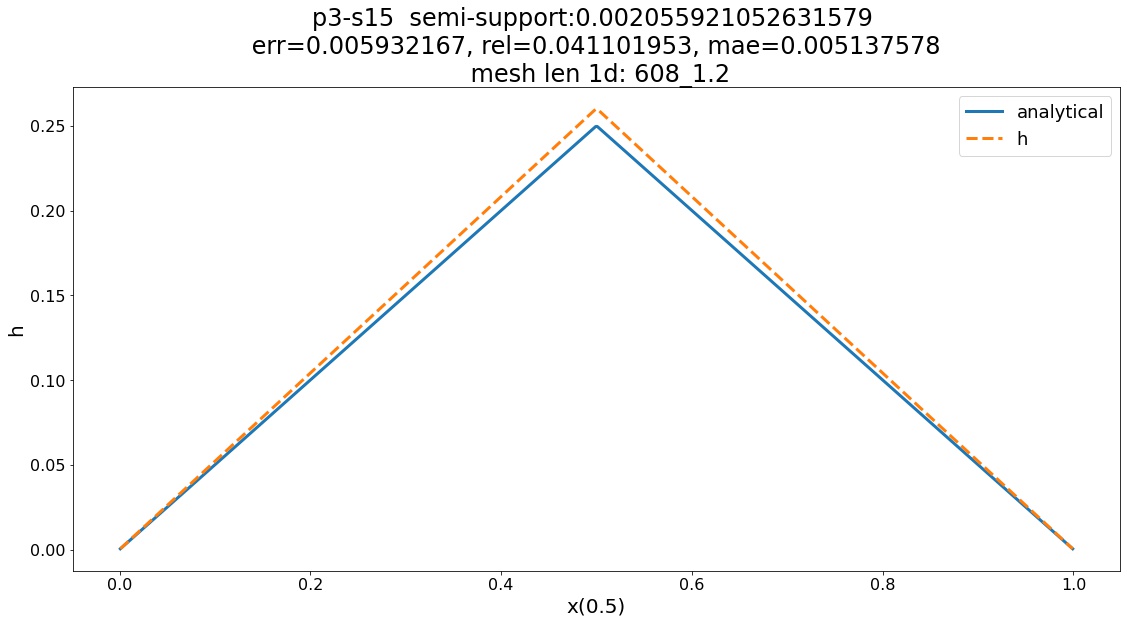 p3-s15  semi-support:0.002055921052631579
err=0.005932167, rel=0.041101953, mae=0.005137578
mesh len 1d: 608_1.2
analytical
h
0.25
0.20
0.15
0.10
0.05
0.00
h
0.0 0.2 0.4 0.6 0.8 1.0
x(0.5)